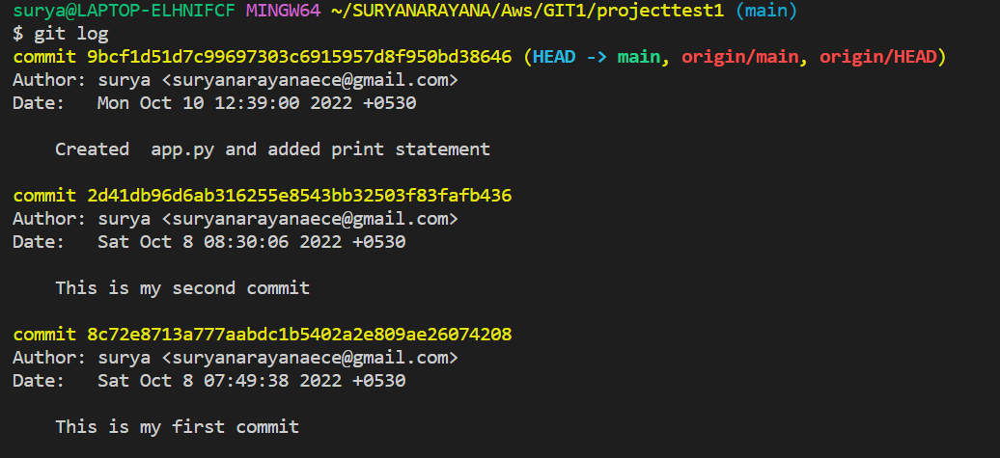 surya@LAPTOP-ELHNIFCF MINGW64 ~/SURYANARAYANA/Aws/GIT1/projecttest1 (main)
$ git log
commit 9bcf1d51d7c99697303c6915957d8f950bd38646 (HEAD -> main, origin/main, origin/HEAD)
Author: surya <suryanarayanaece@gmail.com>
Date:   Mon Oct 10 12:39:00 2022 +0530
    Created  app.py and added print statement
commit 2d41db96d6ab316255e8543bb32503f83fafb436
Author: surya <suryanarayanaece@gmail.com>
Date:   Sat Oct 8 08:30:06 2022 +0530
    This is my second commit
commit 8c72e8713a777aabdc1b5402a2e809ae26074208
Author: surya <suryanarayanaece@gmail.com>
Date:   Sat Oct 8 07:49:38 2022 +0530
    This is my first commit